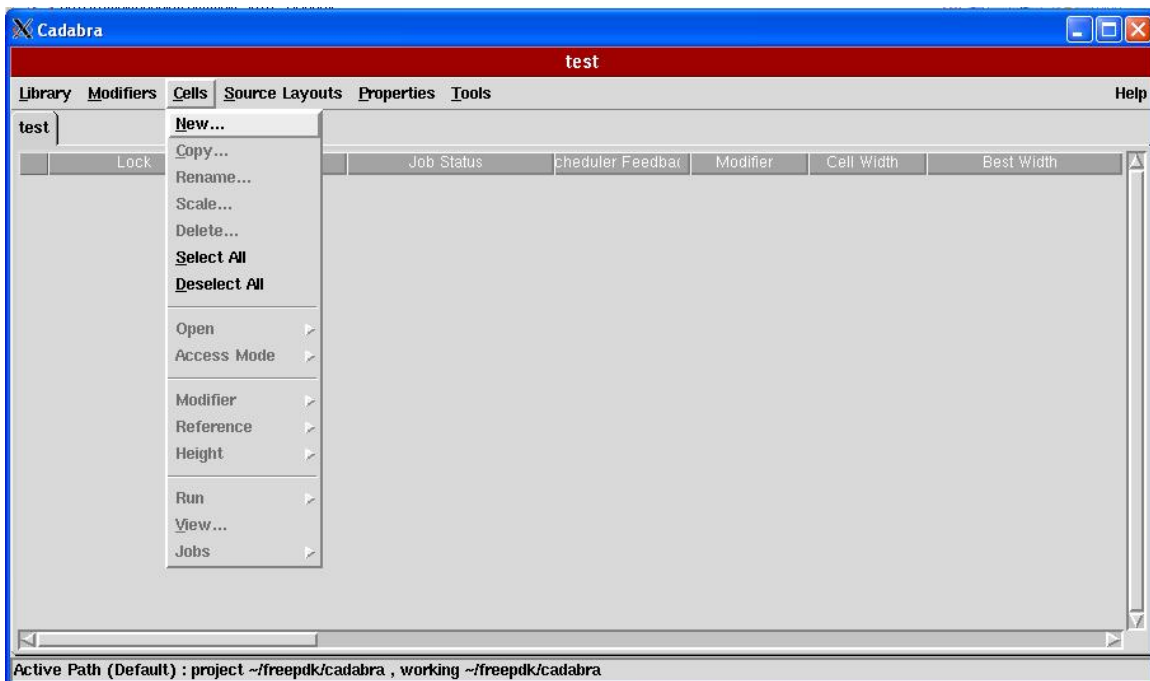 Cadabra
test
Library Modifiers Cells Source Layouts Properties Tools Help
test
New...
Lock Job Status cheduler Feedbac Modifier Cell Width Best Width
Copy...
Rename...
Scale...
Delete...
Select All
Deselect All
Open
Access Mode
Modifier
Reference
Height
Run
View...
Jobs
Active Path (Default) : project ~/freepdk/cadabra , working ~/freepdk/cadabra